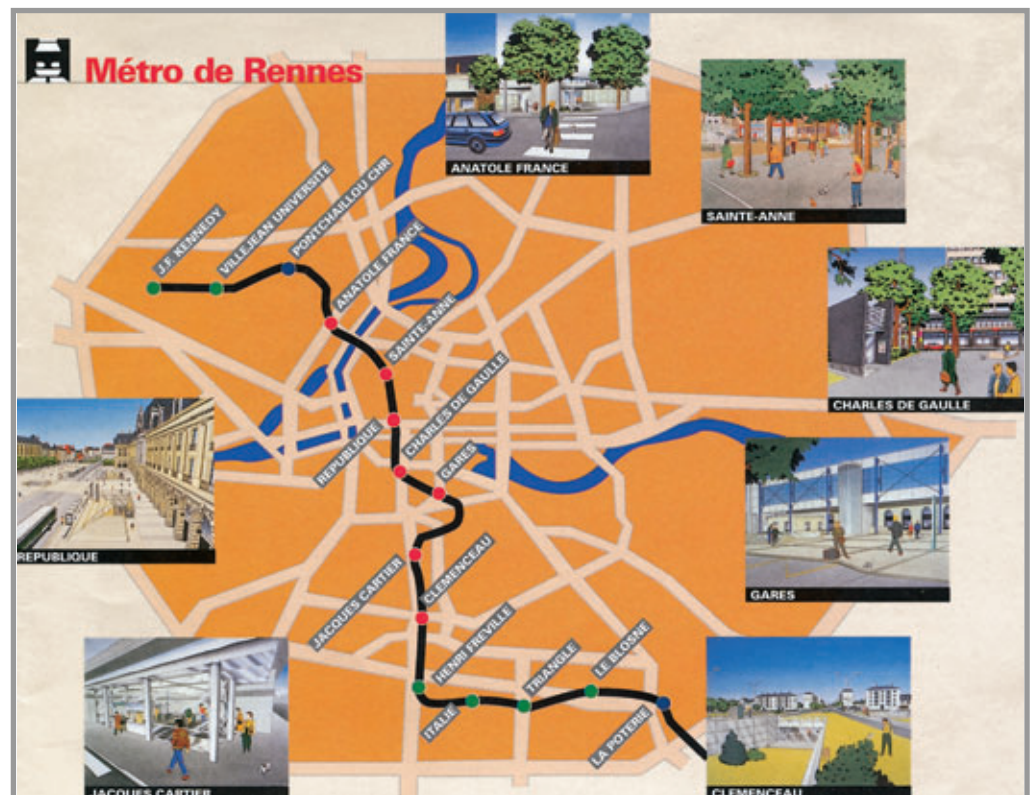 Métro de Rennes
ANATOLE FRANCE
SAINTE-ANNE
CHARLES DE GAULLE
REPUBLIQUE
GARES
JACQUES CARTIER
CLEMENCEAU
J.F. KENNEDY
VILLEJEAN UNIVERSITE
PONTCHAILLOU CHR
ANATOLE FRANCE
SAINTE-ANNE
REPUBLIQUE
CHARLES DE GAULLE
GARES
JACQUES CARTIER
CLEMENCEAU
HENRI FREVILLE
ITALIE
TRIANGLE
LE BLOSNE
LA POTERIE